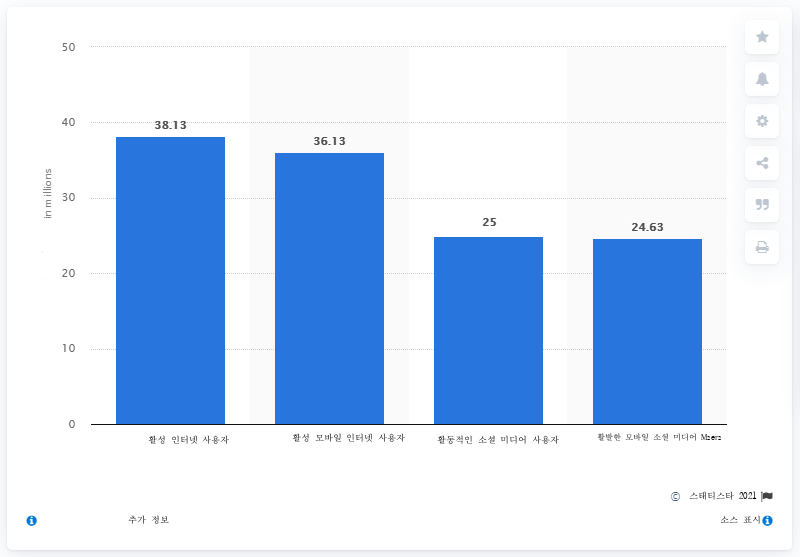 50
38.13
40
36.13
30
in millions
25
24.63
20
10
0
활성 인터넷 사용자
활성 모바일 인터넷 사용자
활동적인 소셜 미디어 사용자
활발한 모바일 소셜 미디어 Msers
© 스태티스타 2021
추가 정보
소스 표시